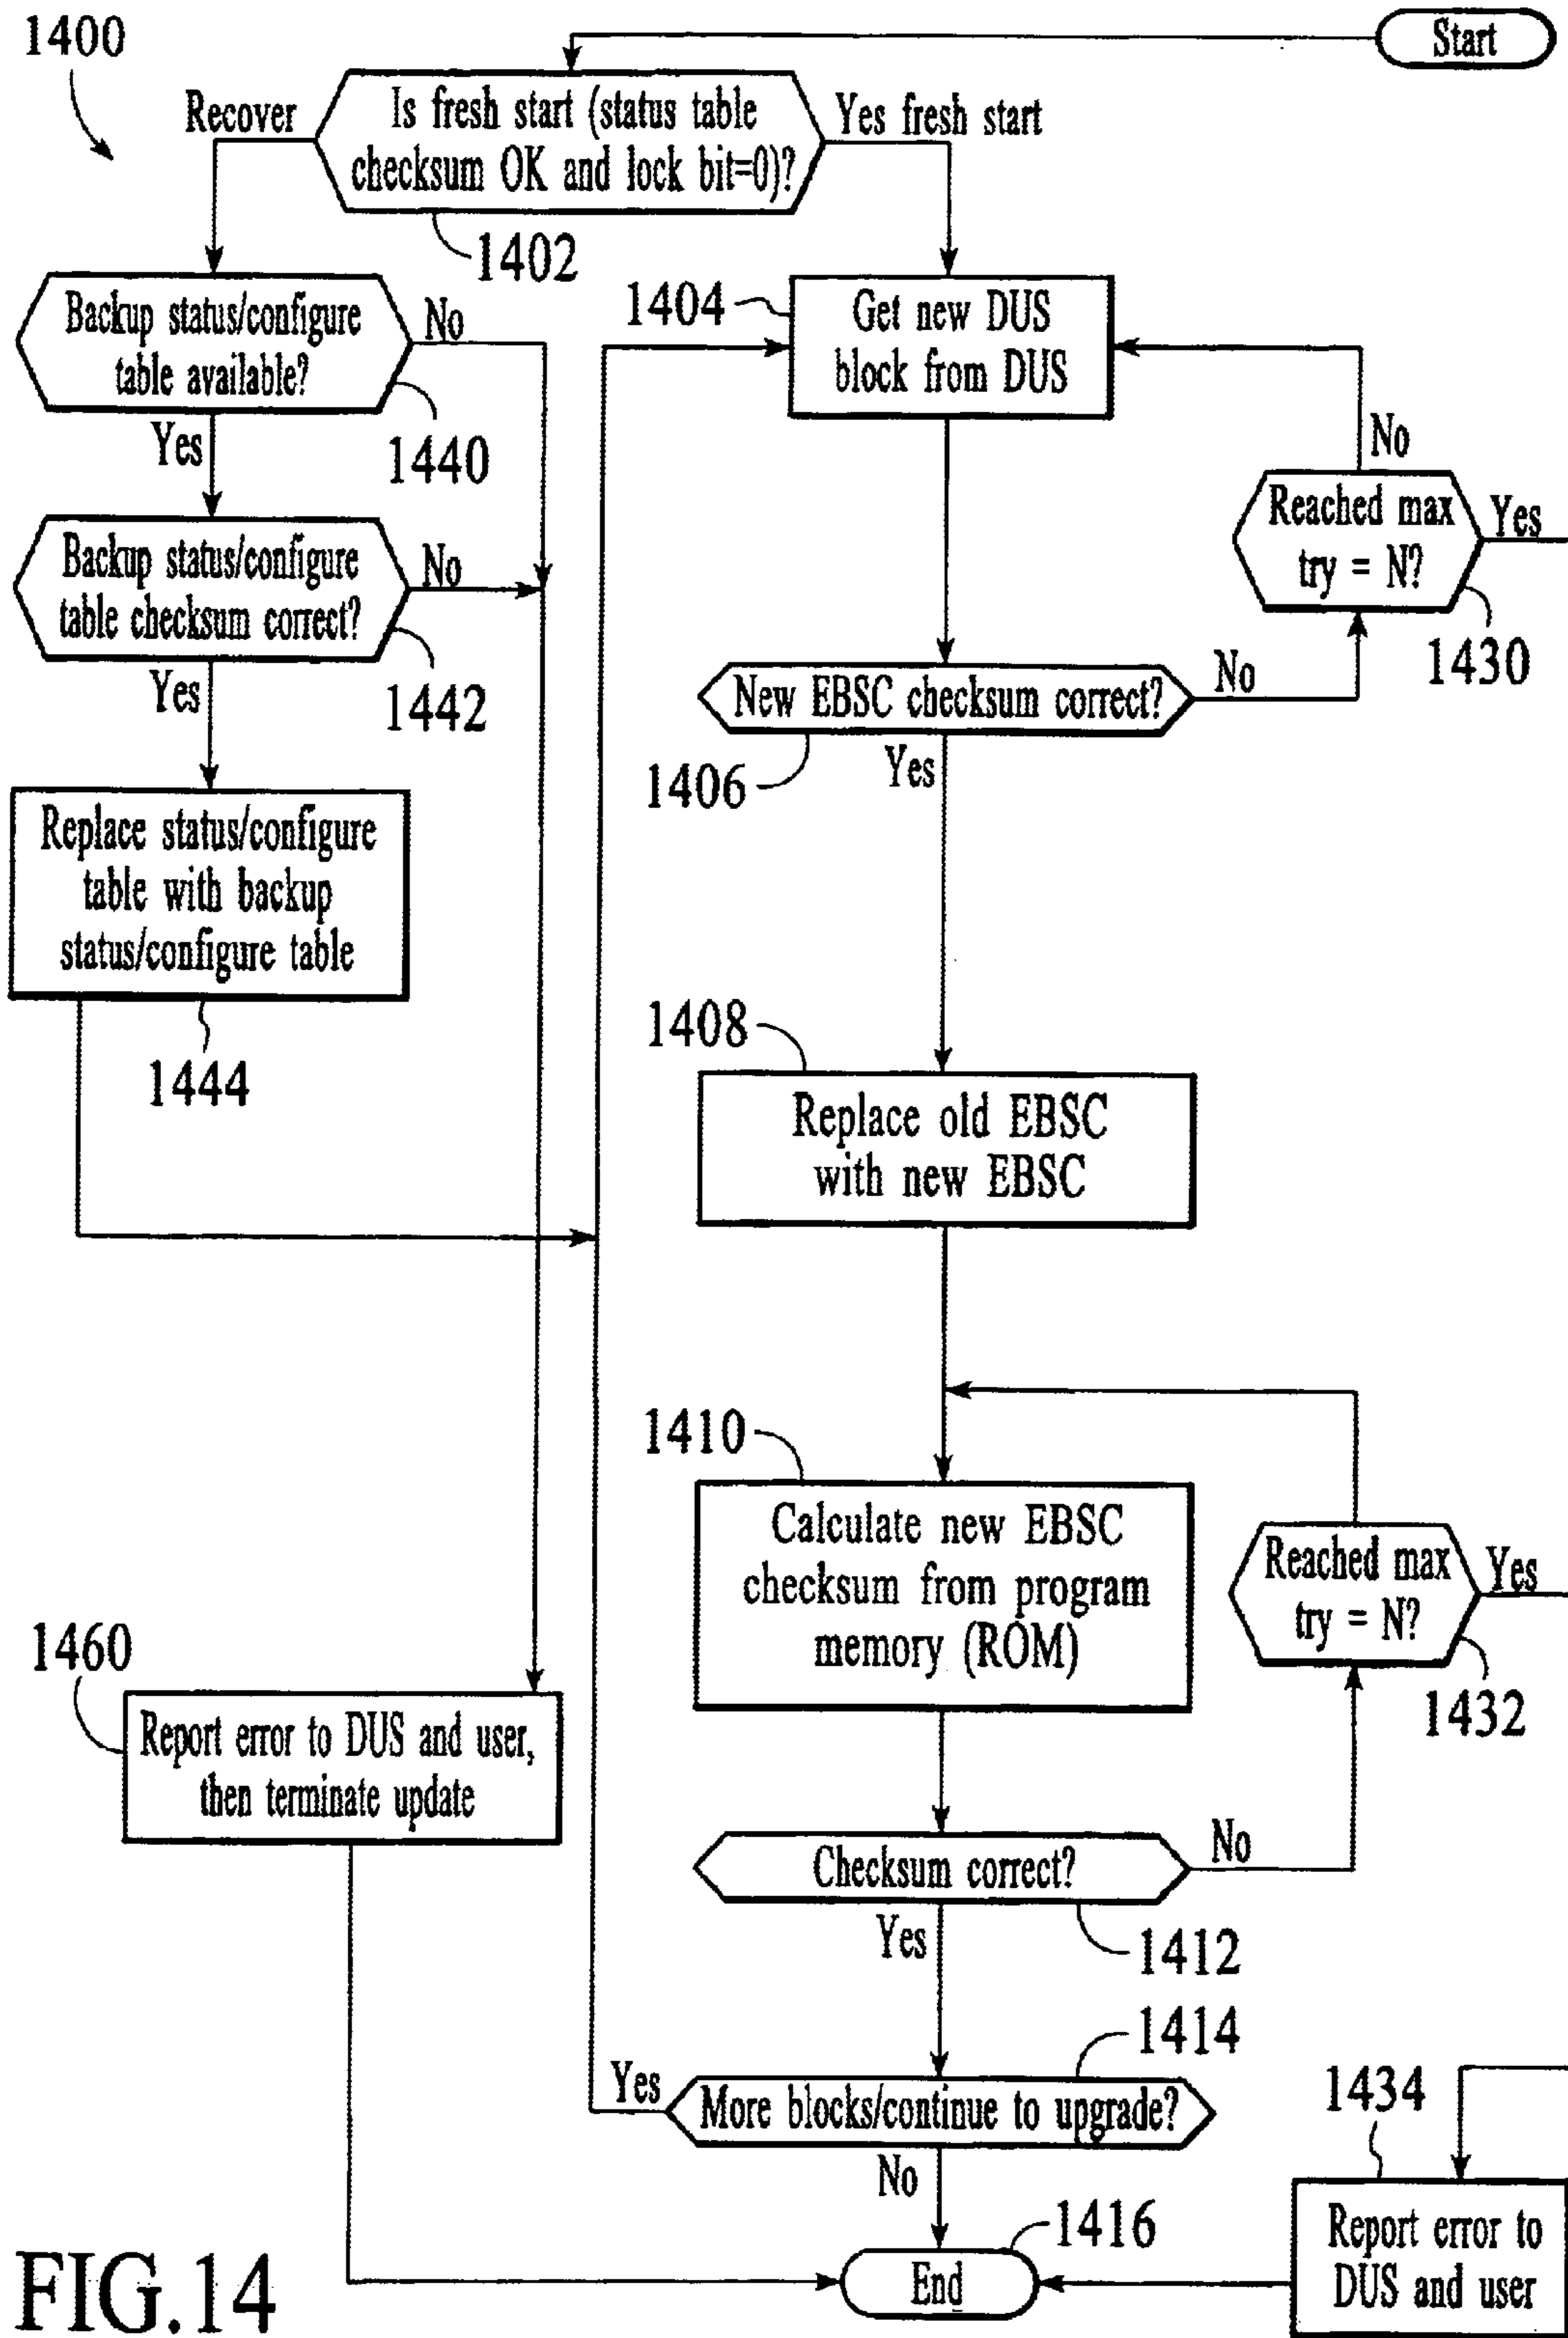 1400
Start
Is fresh start (status table
checksum OK and lock bit=0)?
Recover
Yes fresh start
1402
Backup status/configure
table available?
No
Yes
1440
1404
Get new DUS
block from DUS
No
Reached max
try = N?
Yes
1430
Backup status/configure
table checksum correct?
No
Yes
1442
New EBSC checksum correct?
No
Yes
1406
Replace status/configure
table with backup
status/configure table
1444
1408
Replace old EBSC
with new EBSC
1410
Calculate new EBSC
checksum from program
memory (ROM)
Reached max
try = N?
Yes
1432
1460
Report error to DUS and user,
then terminate update
Checksum correct?
No
Yes
1412
1414
More blocks/continue to upgrade?
Yes
No
1434
Report error to
DUS and user
1416
End
FIG.14